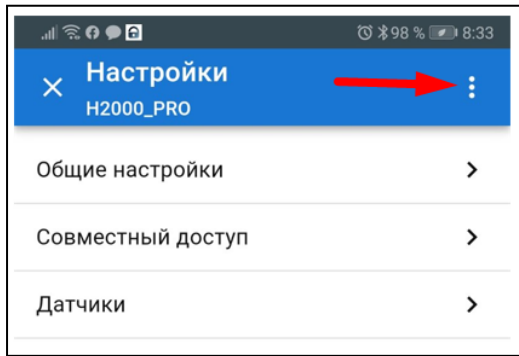 98 % 8:33
Настройки
H2000_PRO
Общие настройки
Совместный доступ
Датчики